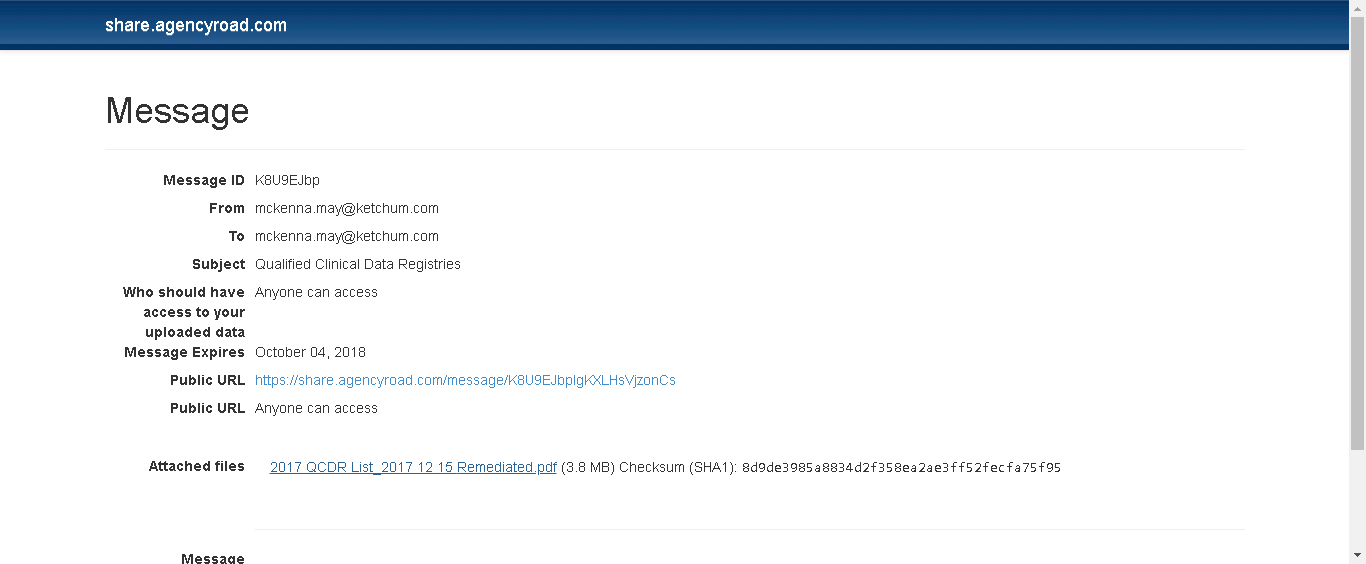 share.agencyroad.com
Message
Message ID K8U9EJbp
From mckenna.may@ketchum.com
To mckenna.may@ketchum.com
Subject Qualified Clinical Data Registries
Who should have Anyone can access
access to your
uploaded data
Message Expires October 04, 2018
Public URL https://share.agencyroad.com/message/K8U9EJbpIgKXLHsVjzonCs
Public URL Anyone can access
Attached files 2017 QCDR List_2017 12 15 Remediated.pdf (3.8 MB) Checksum (SHA1): 8d9de3985a8834d2f358ea2ae3ff52fecfa75f95
Message